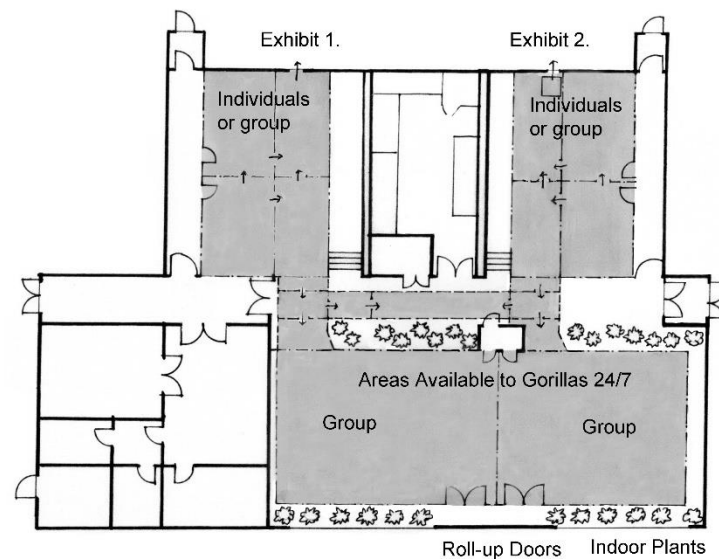 Exhibit 1.
Exhibit 2.
Individuals
or group
Individuals
or group
Areas Available to Gorillas 24/7
Group
Group
Roll-up Doors
Indoor Plants